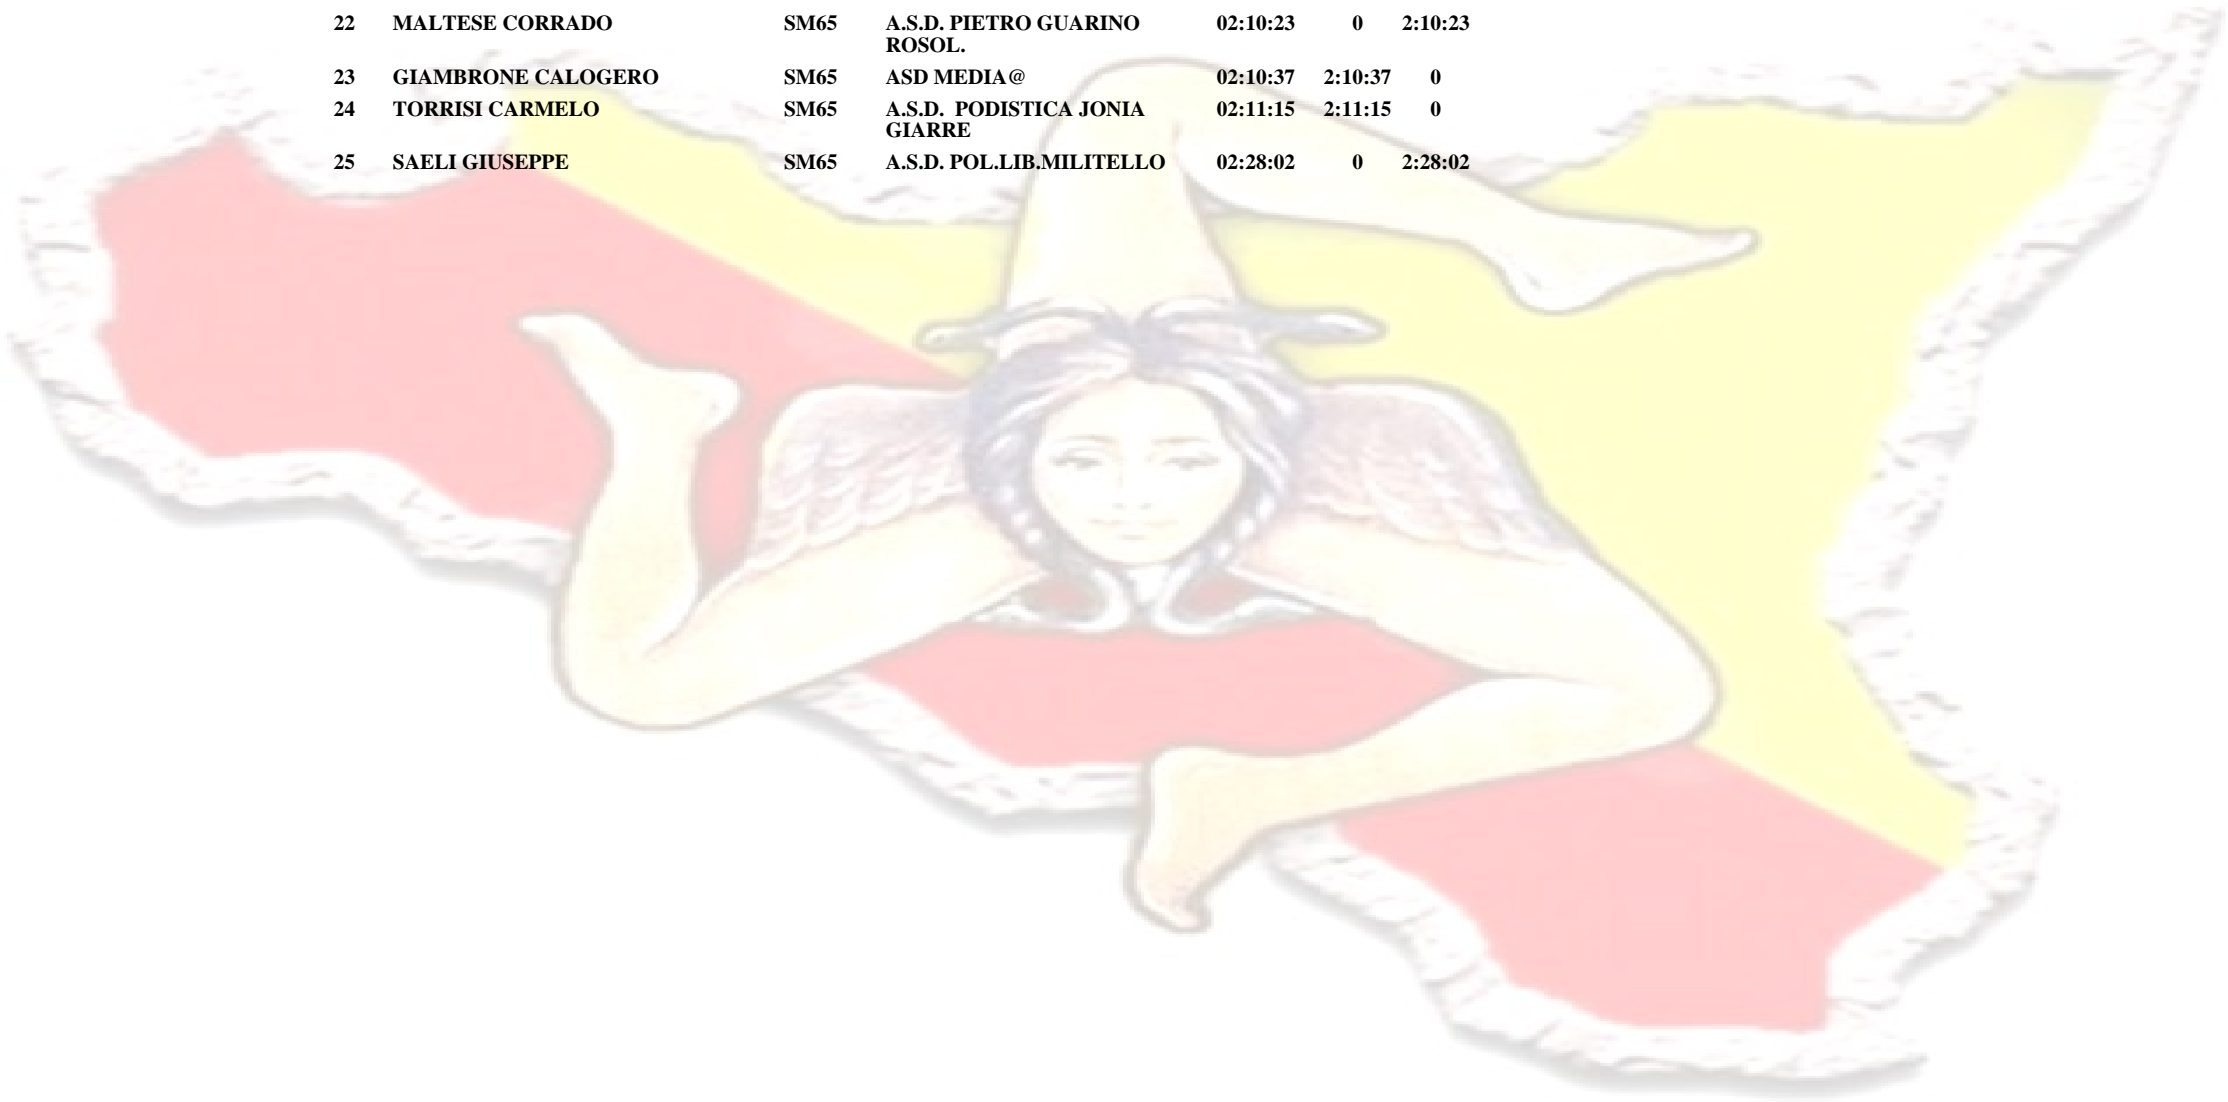 22 MALTESE CORRADO SM65 A.S.D. PIETRO GUARINO 02:10:23 0 2:10:23
ROSOL.
23 GIAMBRONE CALOGERO SM65 ASD MEDIA@ 02:10:37 2:10:37 0
24 TORRISI CARMELO SM65 A.S.D. PODISTICA JONIA 02:11:15 2:11:15 0
GIARRE
25 SAELI GIUSEPPE SM65 A.S.D. POL.LIB.MILITELLO 02:28:02 0 2:28:02